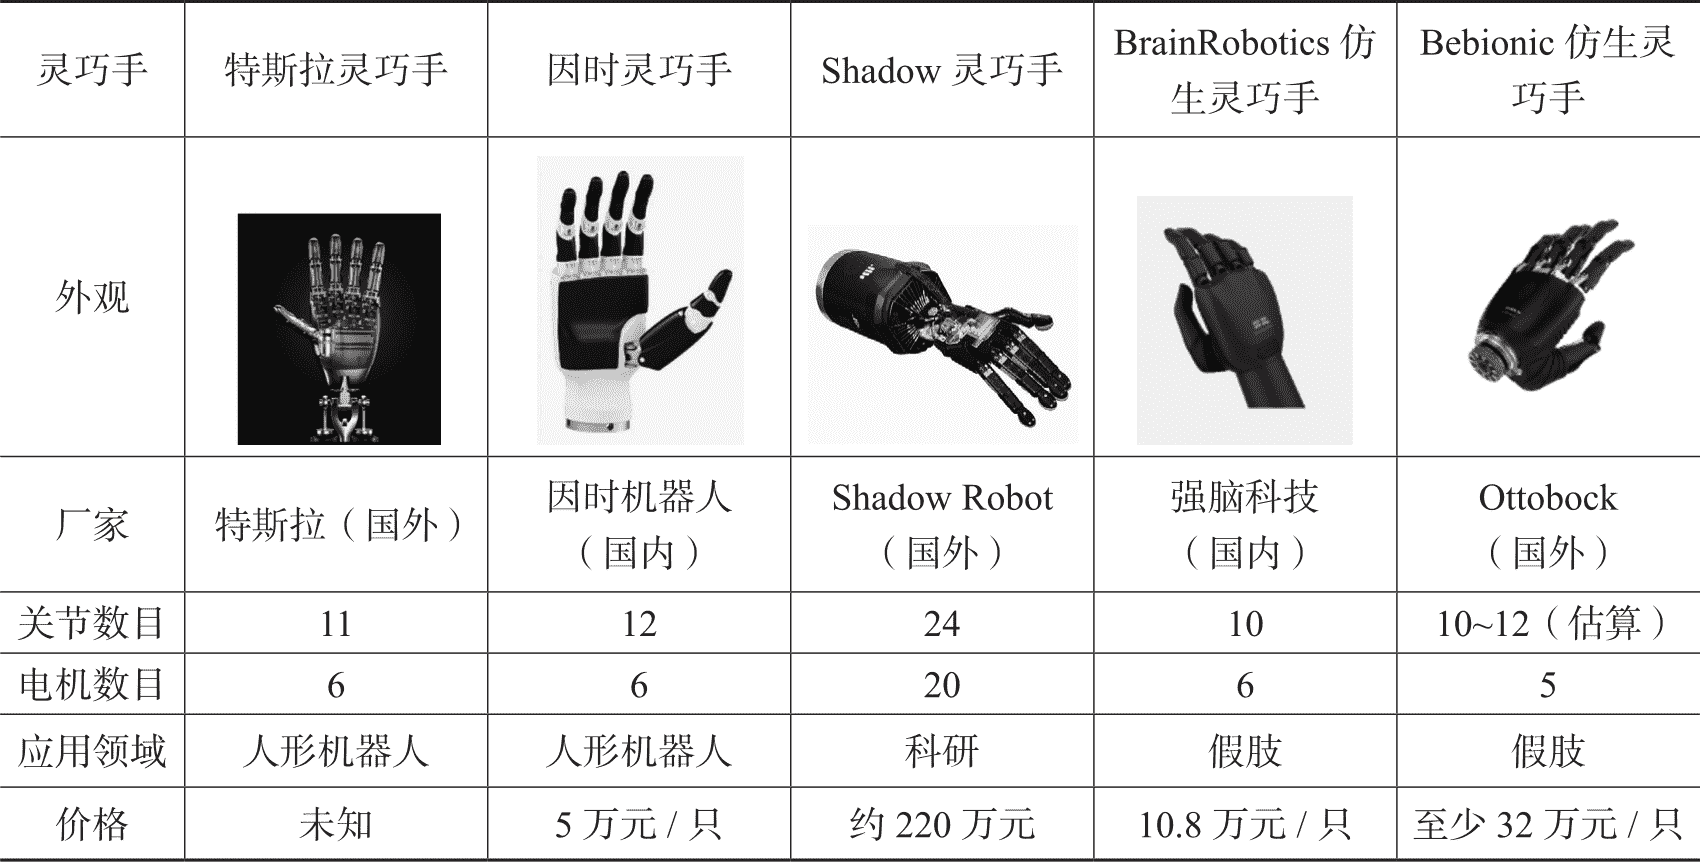 灵巧手 特斯拉灵巧手 因时灵巧手 Shadow 灵巧手 BrainRobotics 仿
生灵巧手 Bebionic 仿生灵
巧手
外观
厂家 特斯拉（国外） 因时机器人
（国内） Shadow Robot
（国外） 强脑科技
（国内） Ottobock
（国外）
关节数目 11 12 24 10 10~12（估算）
电机数目 6 6 20 6 5
应用领域 人形机器人 人形机器人 科研 假肢 假肢
价格 未知 5 万元 / 只 约 220 万元 10.8 万元 / 只 至少 32 万元 / 只